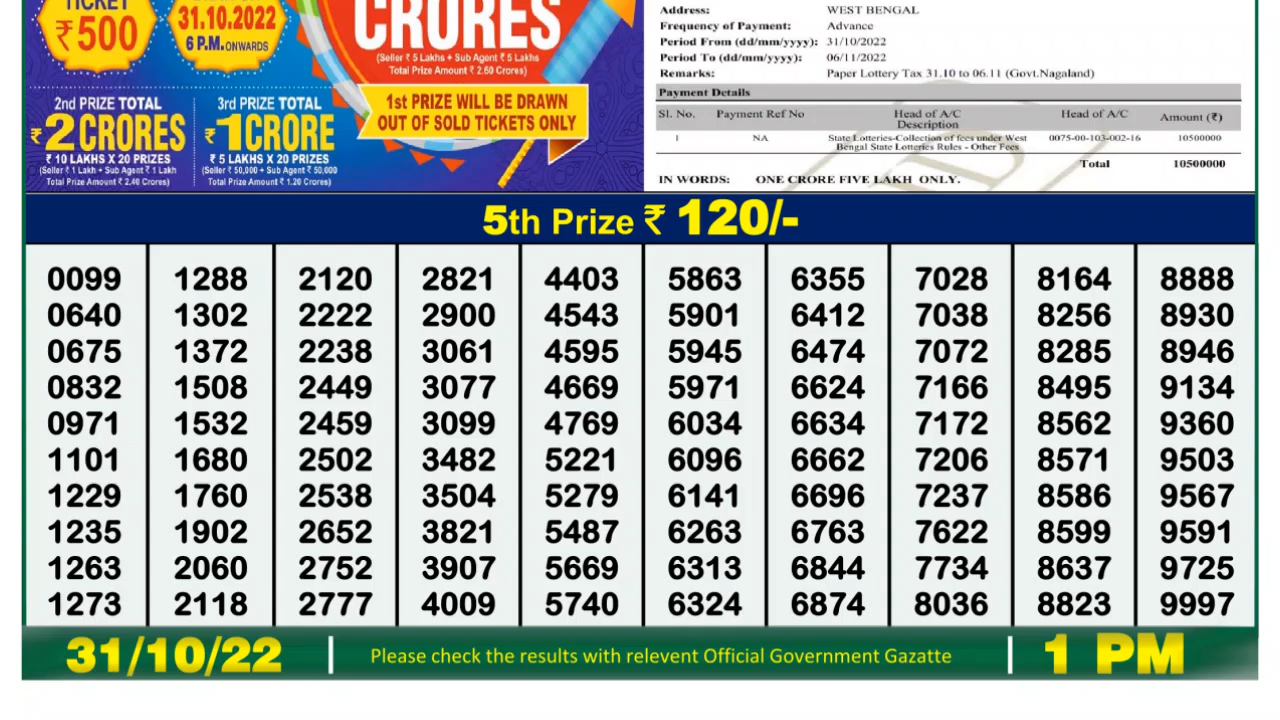 TICKET
₹500
31.10.2022
6 P.M. ONWARDS
CRORES
(Seller ₹ 5 Lakhs + Sub Agent ₹ 5 Lakhs
Total Prize Amount ₹ 2.60 Crores)
1st PRIZE WILL BE DRAWN
OUT OF SOLD TICKETS ONLY
2nd PRIZE TOTAL
₹2 CRORES
₹ 10 LAKHS X 20 PRIZES
(Seller ₹ 1 Lakh + Sub Agent ₹ 1 Lakh
Total Prize Amount ₹ 2.40 Crores)
3rd PRIZE TOTAL
₹1 CRORE
₹ 5 LAKHS X 20 PRIZES
(Seller ₹ 50,000 + Sub Agent ₹ 50,000
Total Prize Amount ₹ 1.20 Crores)
Address: WEST BENGAL
Frequency of Payment: Advance
Period From (dd/mm/yyyy): 31/10/2022
Period To (dd/mm/yyyy): 06/11/2022
Remarks: Paper Lottery Tax 31.10 to 06.11 (Govt.Nagaland)
Payment Details
Sl. No. Payment Ref No Head of A/C Description Head of A/C Amount (₹)
1 NA State Lotteries-Collection of fees under West 0075-00-103-002-16 10500000
Bengal State Lotteries Rules - Other Fees
Total 10500000
IN WORDS: ONE CRORE FIVE LAKH ONLY.
5th Prize ₹ 120/-
0099 1288 2120 2821 4403 5863 6355 7028 8164 8888
0640 1302 2222 2900 4543 5901 6412 7038 8256 8930
0675 1372 2238 3061 4595 5945 6474 7072 8285 8946
0832 1508 2449 3077 4669 5971 6624 7166 8495 9134
0971 1532 2459 3099 4769 6034 6634 7172 8562 9360
1101 1680 2502 3482 5221 6096 6662 7206 8571 9503
1229 1760 2538 3504 5279 6141 6696 7237 8586 9567
1235 1902 2652 3821 5487 6263 6763 7622 8599 9591
1263 2060 2752 3907 5669 6313 6844 7734 8637 9725
1273 2118 2777 4009 5740 6324 6874 8036 8823 9997
31/10/22 | Please check the results with relevent Official Government Gazatte | 1 PM